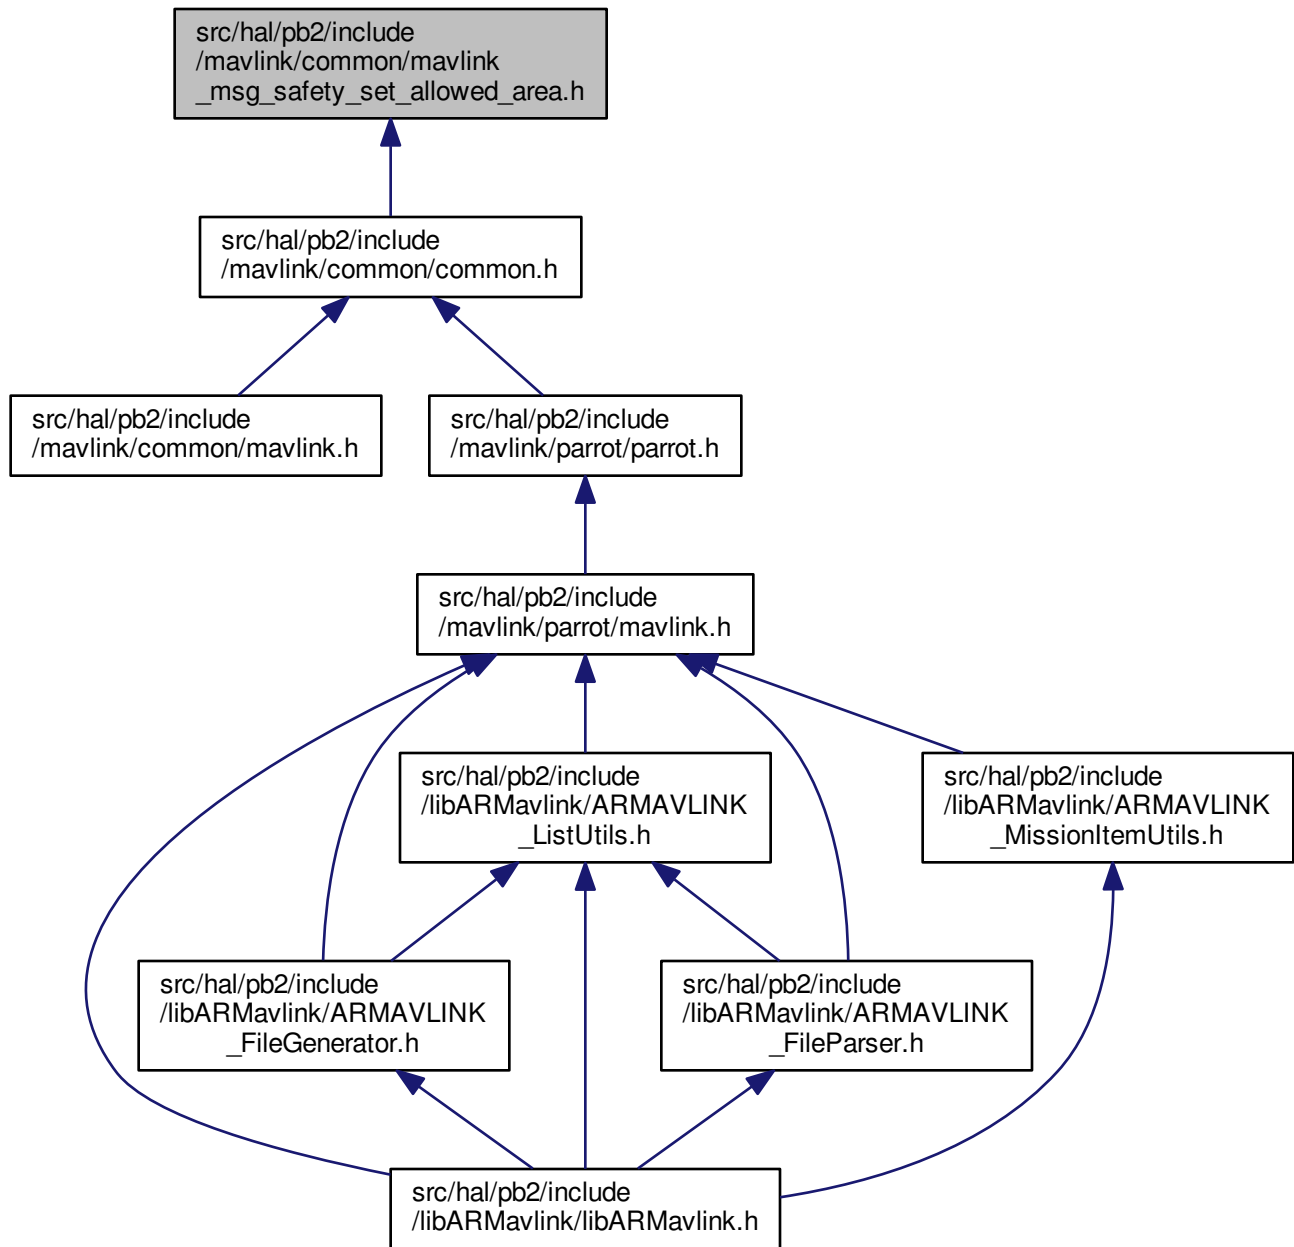 src/hal/pb2/include
/mavlink/common/mavlink
_msg_safety_set_allowed_area.h
src/hal/pb2/include
/mavlink/common/common.h
src/hal/pb2/include
/mavlink/common/mavlink.h
src/hal/pb2/include
/mavlink/parrot/parrot.h
src/hal/pb2/include
/mavlink/parrot/mavlink.h
src/hal/pb2/include
/libARMavlink/ARMAVLINK
_ListUtils.h
src/hal/pb2/include
/libARMavlink/ARMAVLINK
_MissionItemUtils.h
src/hal/pb2/include
/libARMavlink/ARMAVLINK
_FileGenerator.h
src/hal/pb2/include
/libARMavlink/ARMAVLINK
_FileParser.h
src/hal/pb2/include
/libARMavlink/libARMavlink.h